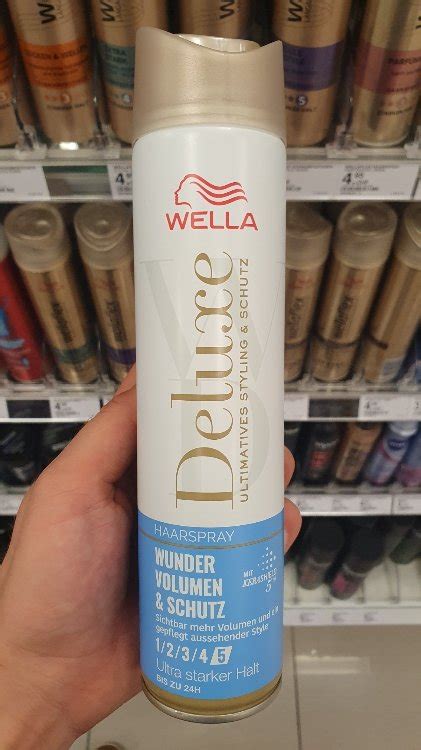 WELLA
Deluxe
ULTIMATIVES STYLING & SCHUTZ
HAARSPRAY
WUNDER
VOLUMEN
& SCHUTZ
MIT
Sichtbar mehr Volumen und
gepflegt aussehender Style
1/2/3/4/5
Ultra starker Halt
BIS ZU 24H